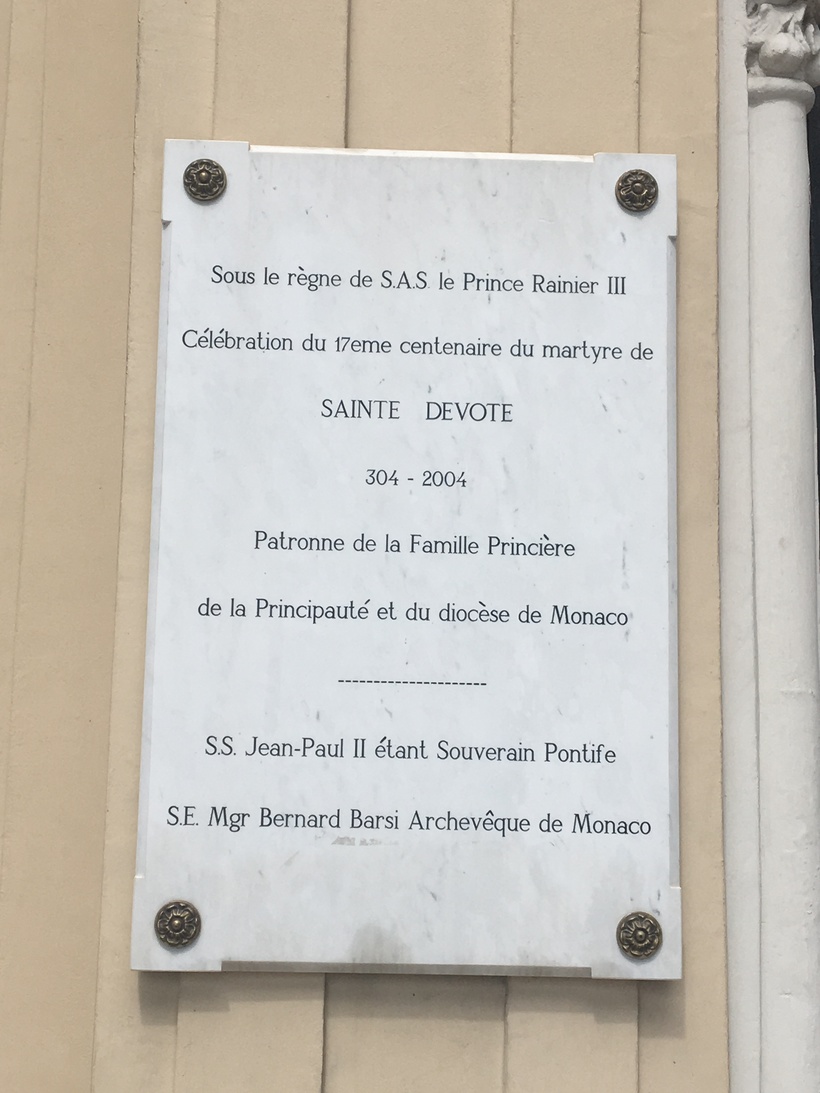 Sous le règne de S.A.S. le Prince Rainier III
Célébration du 17eme centenaire du martyre de
SAINTE DEVOTE
304 - 2004
Patronne de la Famille Princière
de la Principauté et du diocèse de Monaco
---------------------
S.S. Jean-Paul II étant Souverain Pontife
S.E. Mgr Bernard Barsi Archevêque de Monaco